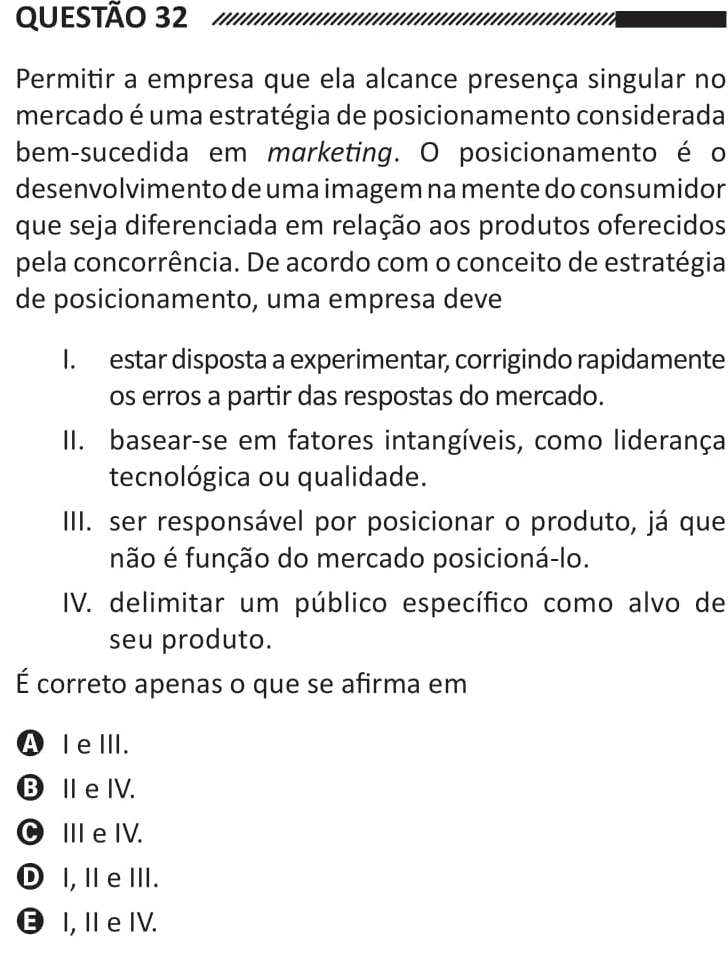 QUESTÃO 32
Permitir a empresa que ela alcance presença singular no
mercado é uma estratégia de posicionamento considerada
bem-sucedida em marketing. O posicionamento é o
desenvolvimento de uma imagem na mente do consumidor
que seja diferenciada em relação aos produtos oferecidos
pela concorrência. De acordo com o conceito de estratégia
de posicionamento, uma empresa deve
I. estar disposta a experimentar, corrigindo rapidamente
os erros a partir das respostas do mercado.
II. basear-se em fatores intangíveis, como liderança
tecnológica ou qualidade.
III. ser responsável por posicionar o produto, já que
não é função do mercado posicioná-lo.
IV. delimitar um público específico como alvo de
seu produto.
É correto apenas o que se afirma em
A I e III.
B II e IV.
C III e IV.
D I, II e III.
E I, II e IV.